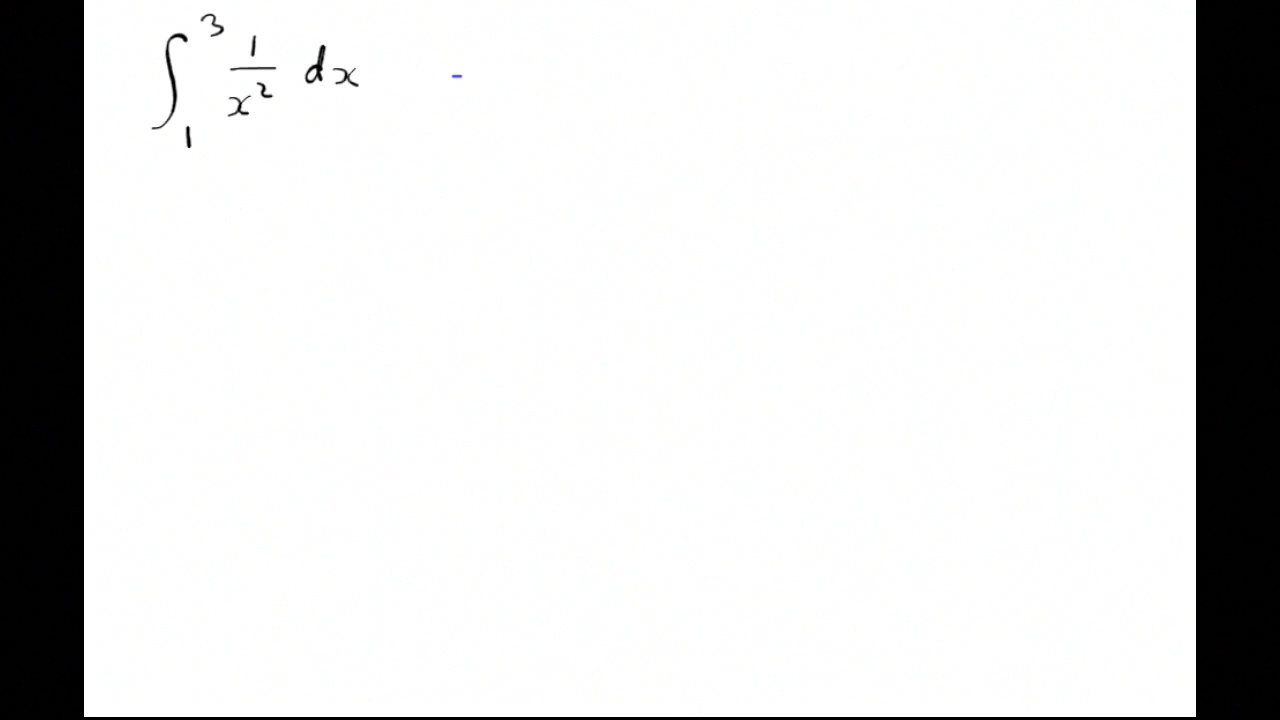 ∫₁³ 1/x² dx -